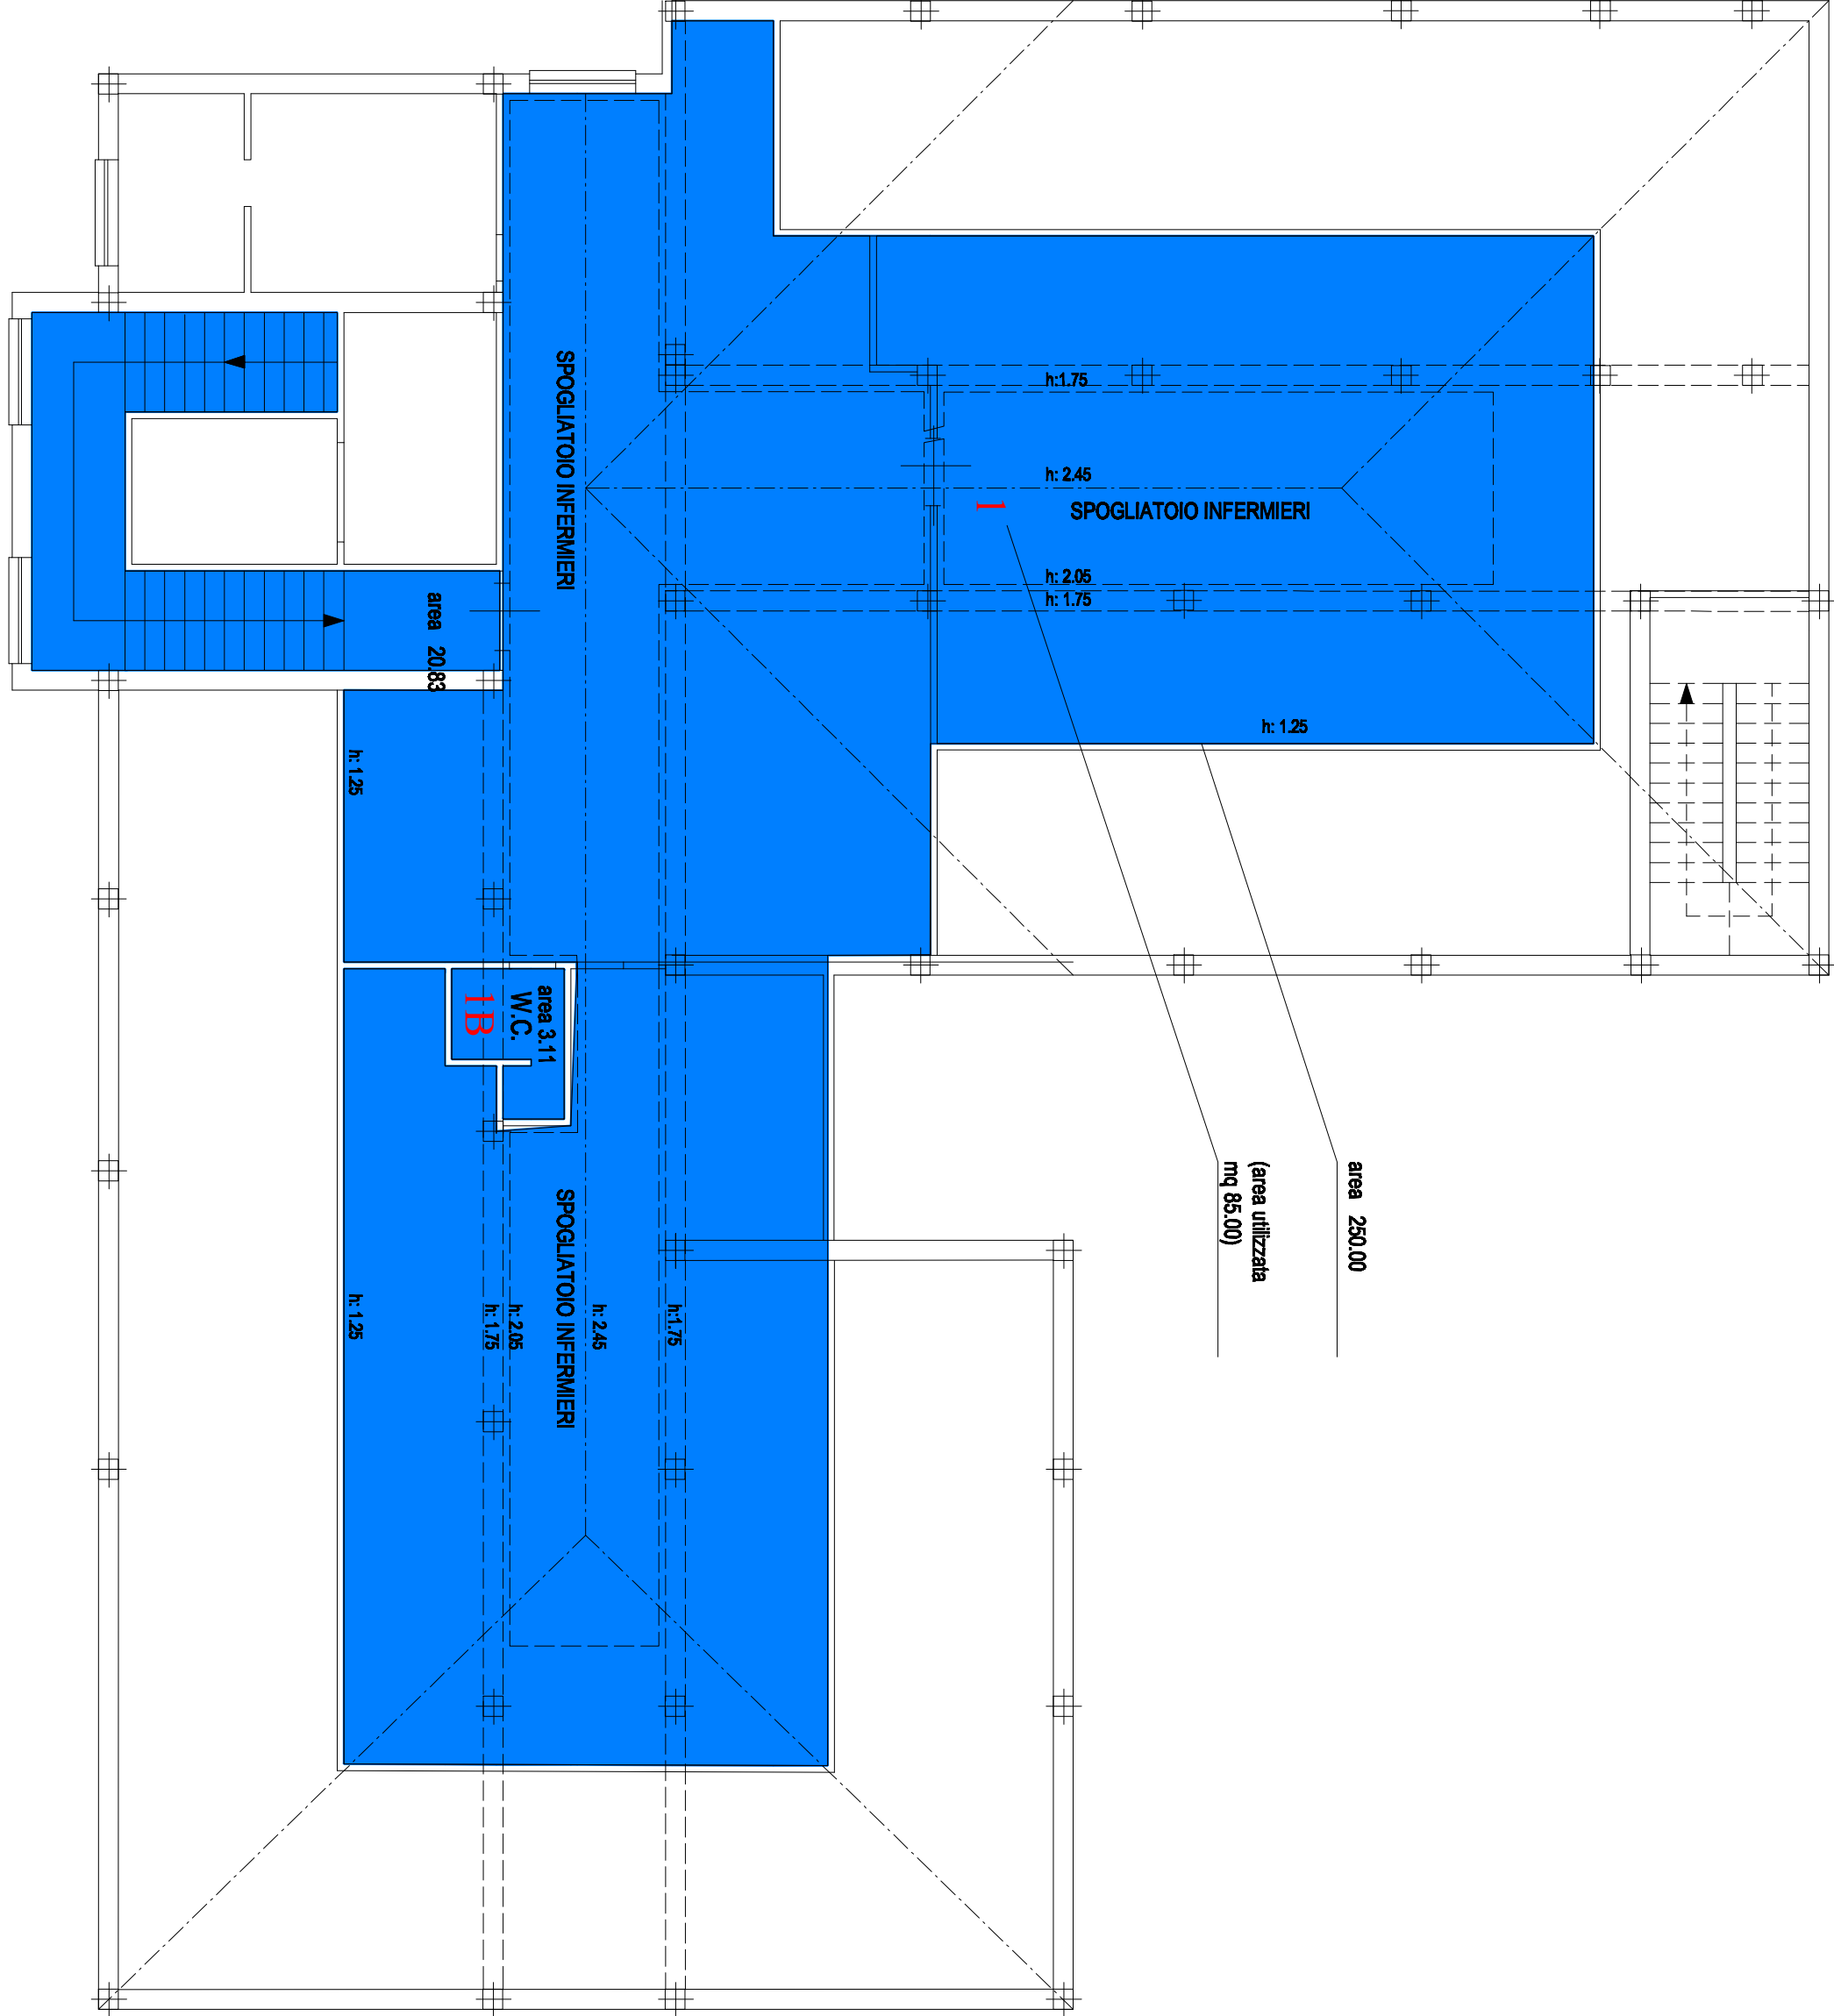 h:1.75
h: 2.45
SPOGLIATOIO INFERMIERI
1
h: 2.05
h: 1.75
h: 1.25
SPOGLIATOIO INFERMIERI
area 20.83
h: 1.25
area 3.11
W.C.
1B
area 250.00
(area utilizzata
mq 85.00)
SPOGLIATOIO INFERMIERI
h:1.75
h: 2.45
h: 2.05
h: 1.75
h: 1.25